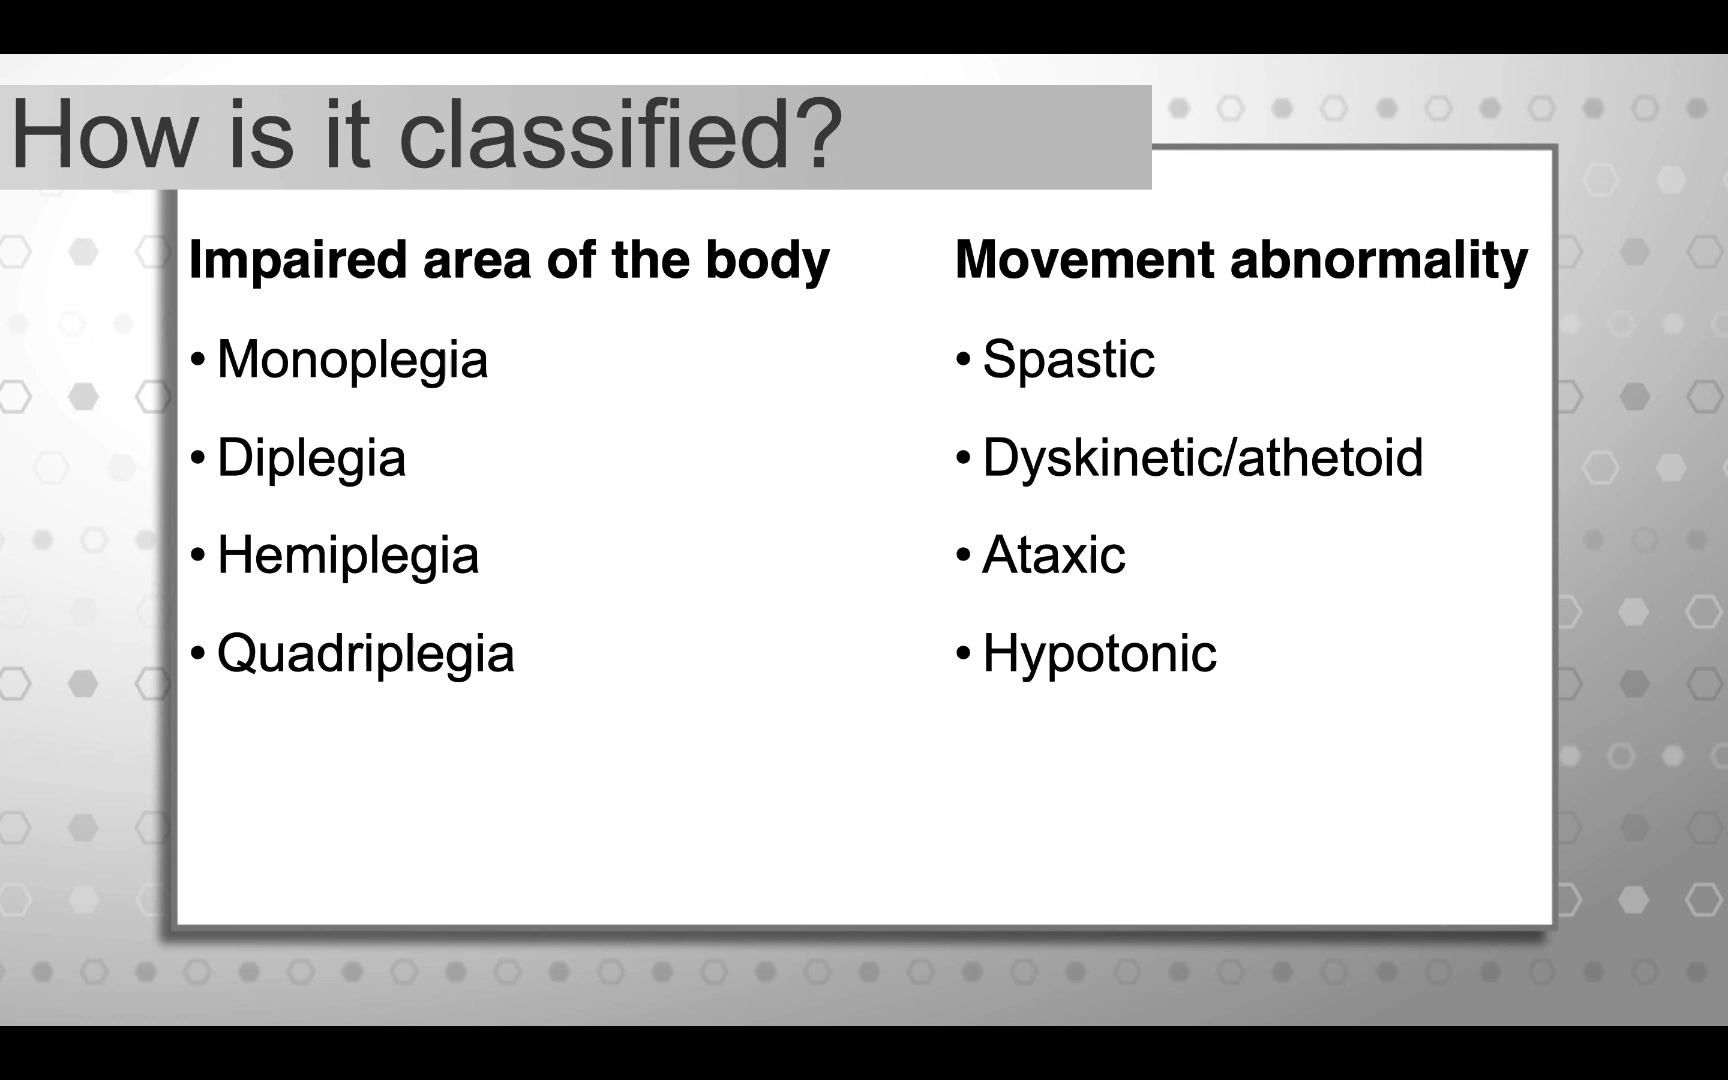 How is it classified?
Impaired area of the body
• Monoplegia
• Diplegia
• Hemiplegia
• Quadriplegia
Movement abnormality
• Spastic
• Dyskinetic/athetoid
• Ataxic
• Hypotonic